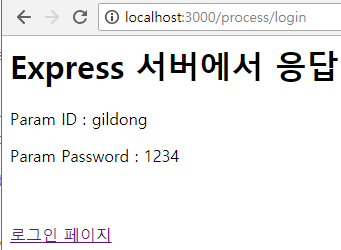 localhost:3000/process/login
Express 서버에서 응답
Param ID : gildong
Param Password : 1234
로그인 페이지